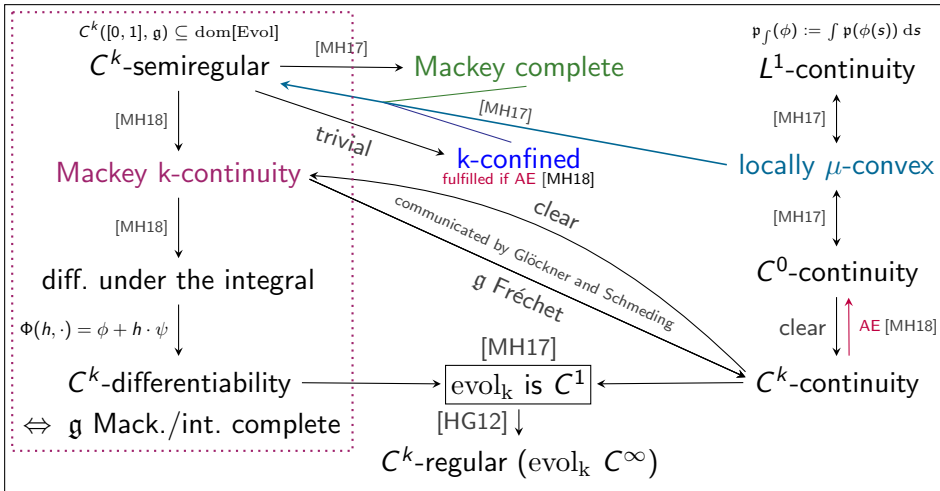 C^k([0, 1], 𝔤) ⊆ dom[Evol]
C^k-semiregular
[MH17]
Mackey complete
𝔭_∫(ϕ) := ∫ 𝔭(ϕ(s)) ds
L^1-continuity
[MH18]
trivial
[MH17]
[MH17]
Mackey k-continuity
k-confined
fulfilled if AE [MH18]
locally μ-convex
[MH18]
clear
[MH17]
communicated by Glöckner and Schmeding
𝔤 Fréchet
diff. under the integral
C^0-continuity
Φ(h, ·) = ϕ + h · ψ
clear
AE [MH18]
[MH17]
C^k-differentiability
evol_k is C^1
C^k-continuity
⇔ 𝔤 Mack./int. complete
[HG12]
C^k-regular (evol_k C^∞)